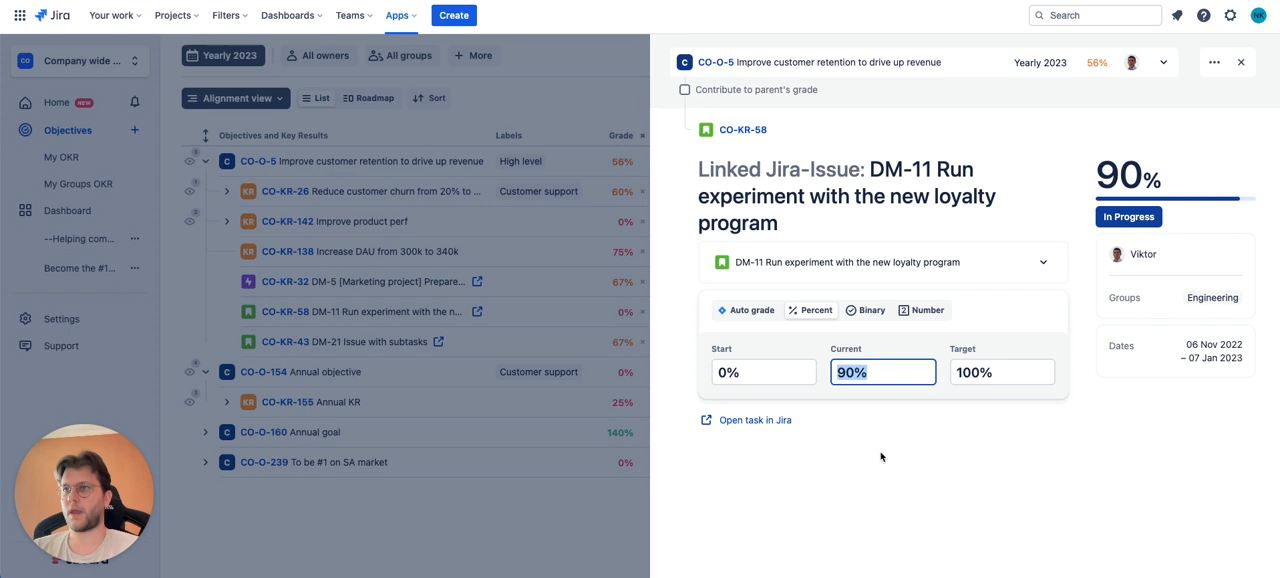 Jira Your work Projects Filters Dashboards Teams Apps Create Search NK
CO Company wide ...
Home NEW
Objectives
My OKR
My Groups OKR
Dashboard
--Helping com... ...
Become the #1... ...
Settings
Support
Yearly 2023 All owners All groups + More
Alignment view List Roadmap Sort
Objectives and Key Results Labels Grade
C CO-O-5 Improve customer retention to drive up revenue High level 56%
KR CO-KR-26 Reduce customer churn from 20% to ... Customer support 60%
KR CO-KR-142 Improve product perf 0%
KR CO-KR-138 Increase DAU from 300k to 340k 75%
CO-KR-32 DM-5 [Marketing project] Prepare... 67%
CO-KR-58 DM-11 Run experiment with the n... 0%
CO-KR-43 DM-21 Issue with subtasks 67%
C CO-O-154 Annual objective Customer support 0%
KR CO-KR-155 Annual KR 25%
C CO-O-160 Annual goal 140%
C CO-O-239 To be #1 on SA market 0%
C CO-O-5 Improve customer retention to drive up revenue Yearly 2023 56%
Contribute to parent's grade
CO-KR-58
Linked Jira-Issue: DM-11 Run
experiment with the new loyalty
program
DM-11 Run experiment with the new loyalty program
Auto grade Percent Binary 2 Number
Start Current Target
0% 90% 100%
Open task in Jira
90%
In Progress
Viktor
Groups Engineering
Dates 06 Nov 2022
– 07 Jan 2023